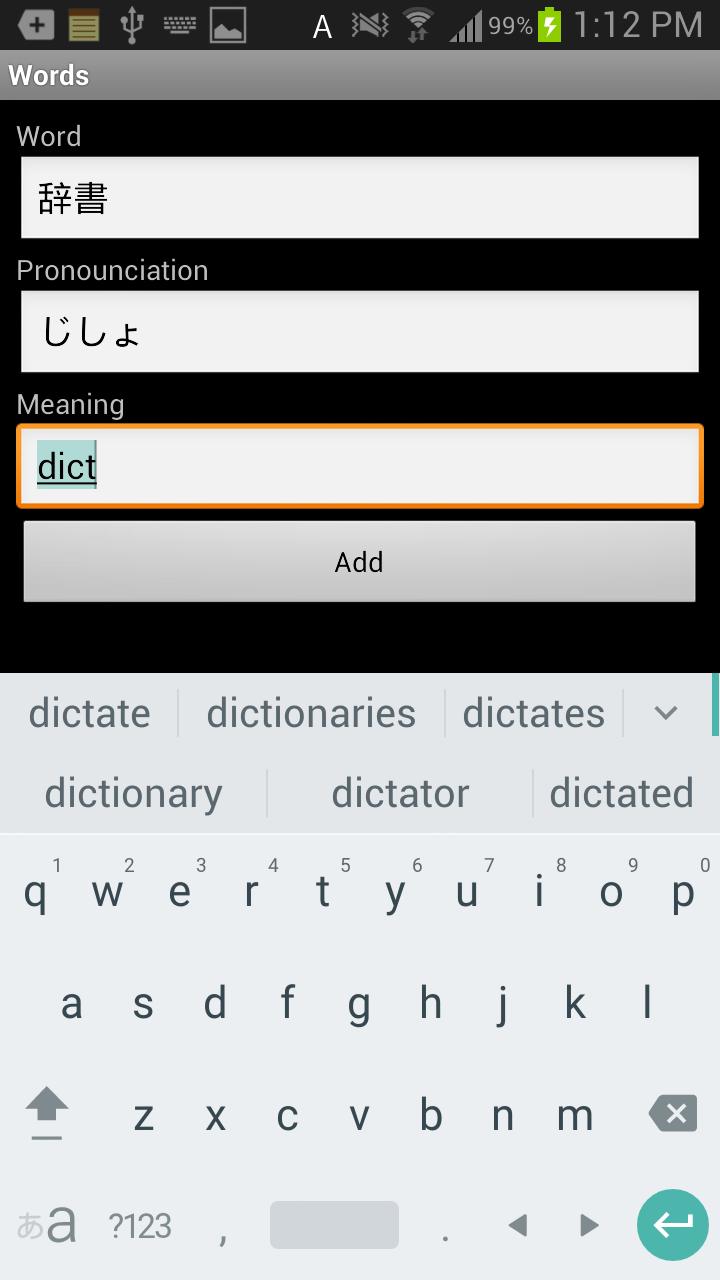 A 99% 1:12 PM
Words
Word
辞書
Pronounciation
じしょ
Meaning
dict
Add
dictate dictionaries dictates
dictionary dictator dictated
1 2 3 4 5 6 7 8 9 0
q w e r t y u i o p
a s d f g h j k l
z x c v b n m
あa ?123 , .